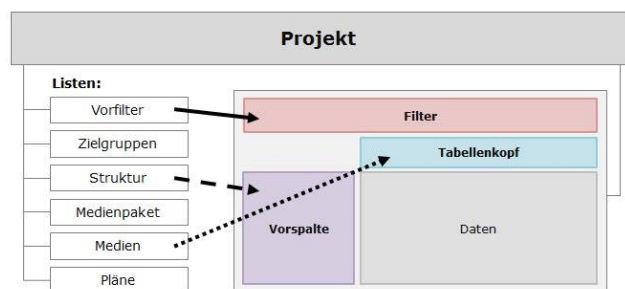 Projekt
Listen:
Vorfilter
Zielgruppen
Struktur
Medienpaket
Medien
Pläne
Filter
Tabellenkopf
Vorspalte
Daten